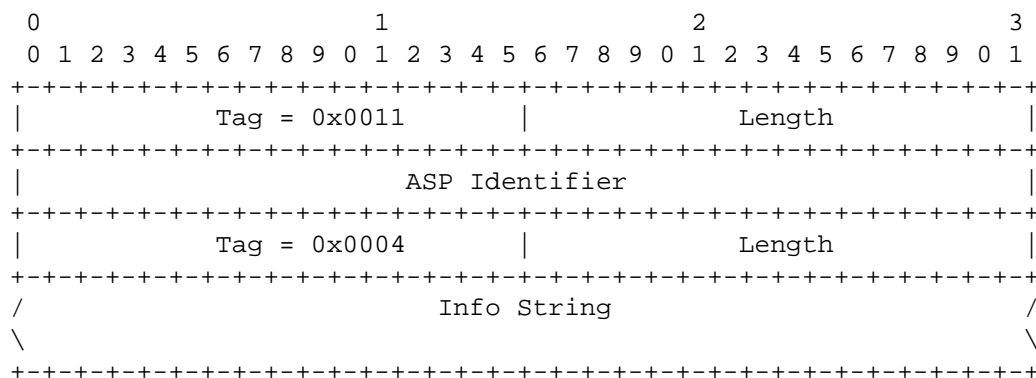 0                   1                   2                   3
 0 1 2 3 4 5 6 7 8 9 0 1 2 3 4 5 6 7 8 9 0 1 2 3 4 5 6 7 8 9 0 1
+-+-+-+-+-+-+-+-+-+-+-+-+-+-+-+-+-+-+-+-+-+-+-+-+-+-+-+-+-+-+-+-+
|            Tag = 0x0011       |             Length            |
+-+-+-+-+-+-+-+-+-+-+-+-+-+-+-+-+-+-+-+-+-+-+-+-+-+-+-+-+-+-+-+-+
|                        ASP Identifier                         |
+-+-+-+-+-+-+-+-+-+-+-+-+-+-+-+-+-+-+-+-+-+-+-+-+-+-+-+-+-+-+-+-+
|            Tag = 0x0004       |             Length            |
+-+-+-+-+-+-+-+-+-+-+-+-+-+-+-+-+-+-+-+-+-+-+-+-+-+-+-+-+-+-+-+-+
/                          Info String                          /
\                                                               \
+-+-+-+-+-+-+-+-+-+-+-+-+-+-+-+-+-+-+-+-+-+-+-+-+-+-+-+-+-+-+-+-+